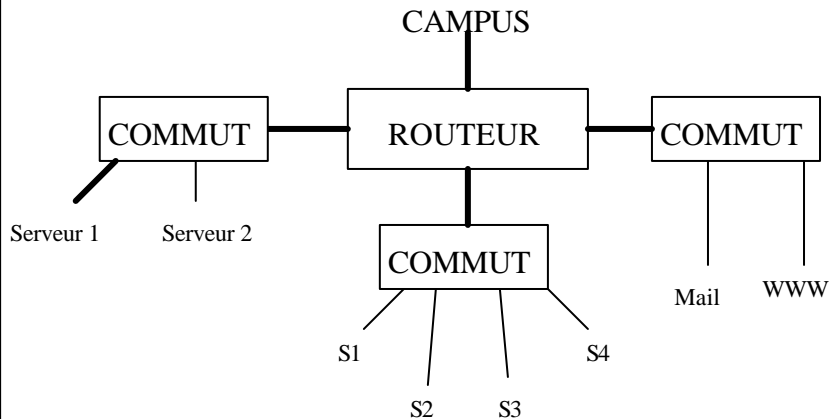 CAMPUS
COMMUT
ROUTEUR
COMMUT
Serveur 1
Serveur 2
COMMUT
Mail
WWW
S1
S4
S2
S3